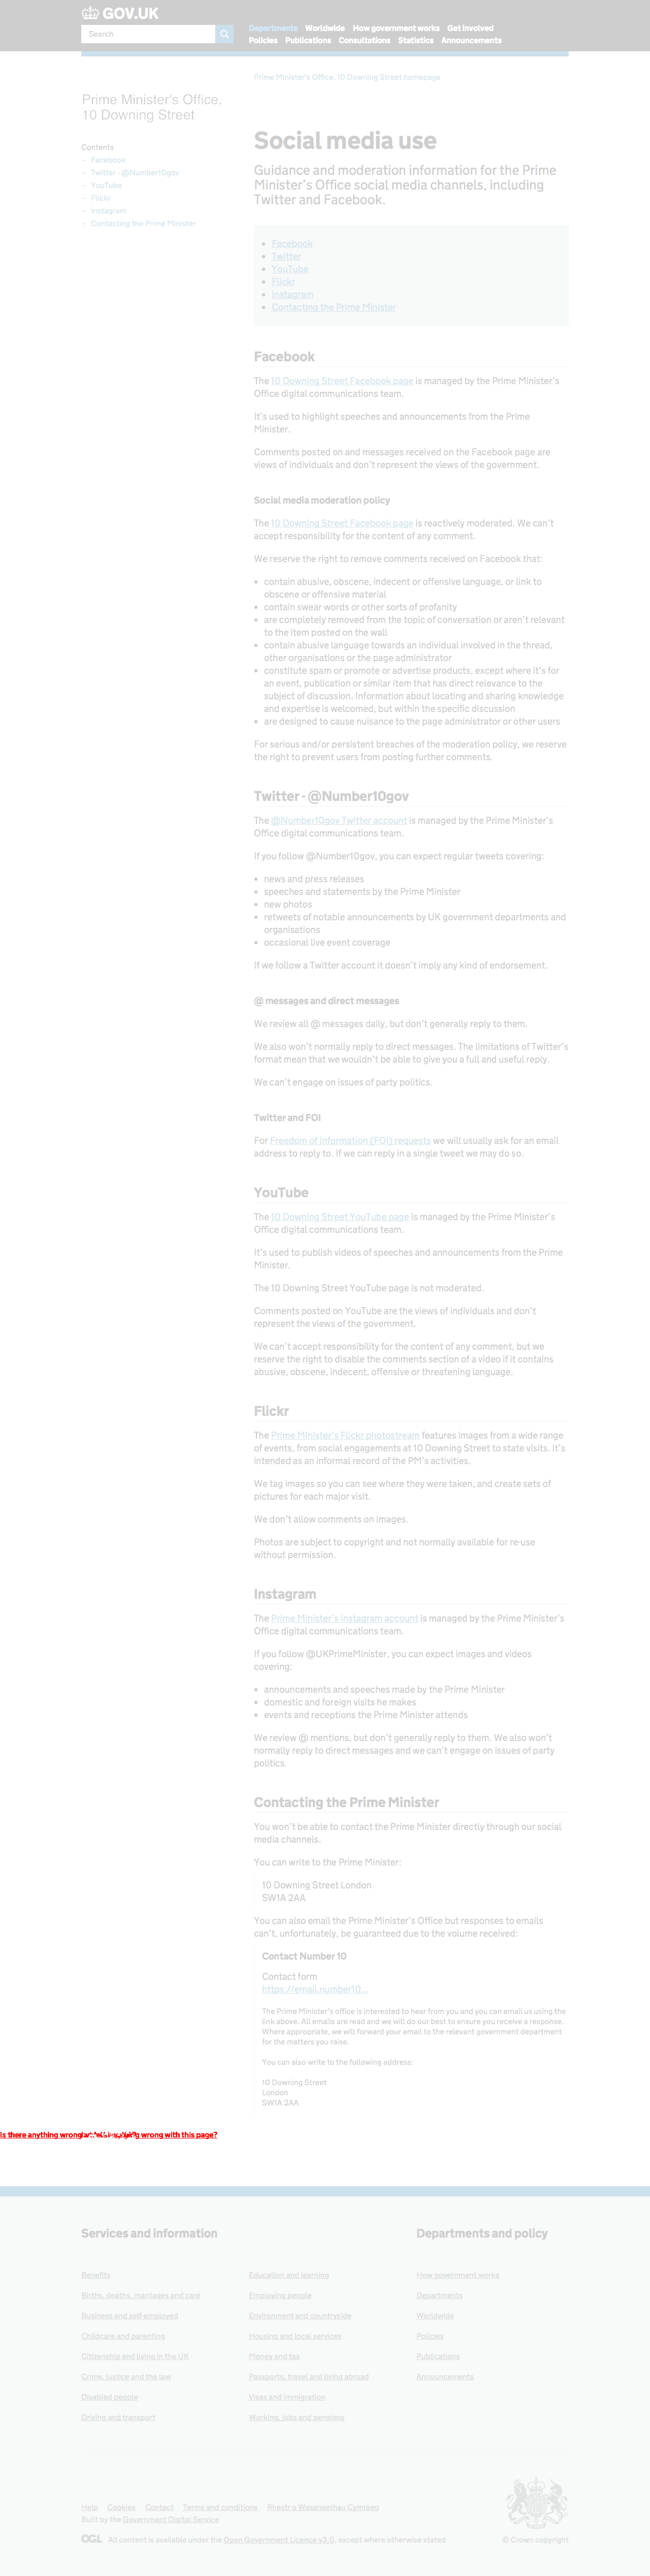 GOV.UK
Search
Departments Worldwide How government works Get involved
Policies Publications Consultations Statistics Announcements
Prime Minister's Office, 10 Downing Street homepage
Prime Minister's Office,
10 Downing Street
Contents
- Facebook
- Twitter - @Number10gov
- YouTube
- Flickr
- Instagram
- Contacting the Prime Minister
Social media use
Guidance and moderation information for the Prime
Minister's Office social media channels, including
Twitter and Facebook.
• Facebook
• Twitter
• YouTube
• Flickr
• Instagram
• Contacting the Prime Minister
Facebook
The 10 Downing Street Facebook page is managed by the Prime Minister's
Office digital communications team.
It's used to highlight speeches and announcements from the Prime
Minister.
Comments posted on and messages received on the Facebook page are
views of individuals and don't represent the views of the government.
Social media moderation policy
The 10 Downing Street Facebook page is reactively moderated. We can't
accept responsibility for the content of any comment.
We reserve the right to remove comments received on Facebook that:
• contain abusive, obscene, indecent or offensive language, or link to
obscene or offensive material
• contain swear words or other sorts of profanity
• are completely removed from the topic of conversation or aren't relevant
to the item posted on the wall
• contain abusive language towards an individual involved in the thread,
other organisations or the page administrator
• constitute spam or promote or advertise products, except where it's for
an event, publication or similar item that has direct relevance to the
subject of discussion. Information about locating and sharing knowledge
and expertise is welcomed, but within the specific discussion
• are designed to cause nuisance to the page administrator or other users
For serious and/or persistent breaches of the moderation policy, we reserve
the right to prevent users from posting further comments.
Twitter - @Number10gov
The @Number10gov Twitter account is managed by the Prime Minister's
Office digital communications team.
If you follow @Number10gov, you can expect regular tweets covering:
• news and press releases
• speeches and statements by the Prime Minister
• new photos
• retweets of notable announcements by UK government departments and
organisations
• occasional live event coverage
If we follow a Twitter account it doesn't imply any kind of endorsement.
@ messages and direct messages
We review all @ messages daily, but don't generally reply to them.
We also won't normally reply to direct messages. The limitations of Twitter's
format mean that we wouldn't be able to give you a full and useful reply.
We can't engage on issues of party politics.
Twitter and FOI
For Freedom of Information (FOI) requests we will usually ask for an email
address to reply to. If we can reply in a single tweet we may do so.
YouTube
The 10 Downing Street YouTube page is managed by the Prime Minister's
Office digital communications team.
It's used to publish videos of speeches and announcements from the Prime
Minister.
The 10 Downing Street YouTube page is not moderated.
Comments posted on YouTube are the views of individuals and don't
represent the views of the government.
We can't accept responsibility for the content of any comment, but we
reserve the right to disable the comments section of a video if it contains
abusive, obscene, indecent, offensive or threatening language.
Flickr
The Prime Minister's Flickr photostream features images from a wide range
of events, from social engagements at 10 Downing Street to state visits. It's
intended as an informal record of the PM's activities.
We tag images so you can see where they were taken, and create sets of
pictures for each major visit.
We don't allow comments on images.
Photos are subject to copyright and not normally available for re-use
without permission.
Instagram
The Prime Minister's Instagram account is managed by the Prime Minister's
Office digital communications team.
If you follow @UKPrimeMinister, you can expect images and videos
covering:
• announcements and speeches made by the Prime Minister
• domestic and foreign visits he makes
• events and receptions the Prime Minister attends
We review @ mentions, but don't generally reply to them. We also won't
normally reply to direct messages and we can't engage on issues of party
politics.
Contacting the Prime Minister
You won't be able to contact the Prime Minister directly through our social
media channels.
You can write to the Prime Minister:
10 Downing Street London
SW1A 2AA
You can also email the Prime Minister's Office but responses to emails
can't, unfortunately, be guaranteed due to the volume received:
Contact Number 10
Contact form
https://email.number10...
The Prime Minister's office is interested to hear from you and you can email us using the
link above. All emails are read and we will do our best to ensure you receive a response.
Where appropriate, we will forward your email to the relevant government department
for the matters you raise.
You can also write to the following address:
10 Downing Street
London
SW1A 2AA
Is there anything wrong wrong with this page?
Services and information
Departments and policy
Benefits
Births, deaths, marriages and care
Business and self-employed
Childcare and parenting
Citizenship and living in the UK
Crime, justice and the law
Disabled people
Driving and transport
Education and learning
Employing people
Environment and countryside
Housing and local services
Money and tax
Passports, travel and living abroad
Visas and immigration
Working, jobs and pensions
How government works
Departments
Worldwide
Policies
Publications
Announcements
Help Cookies Contact Terms and conditions Rhestr o Wasanaethau Cymraeg
Built by the Government Digital Service
OGL All content is available under the Open Government Licence v3.0, except where otherwise stated
© Crown copyright